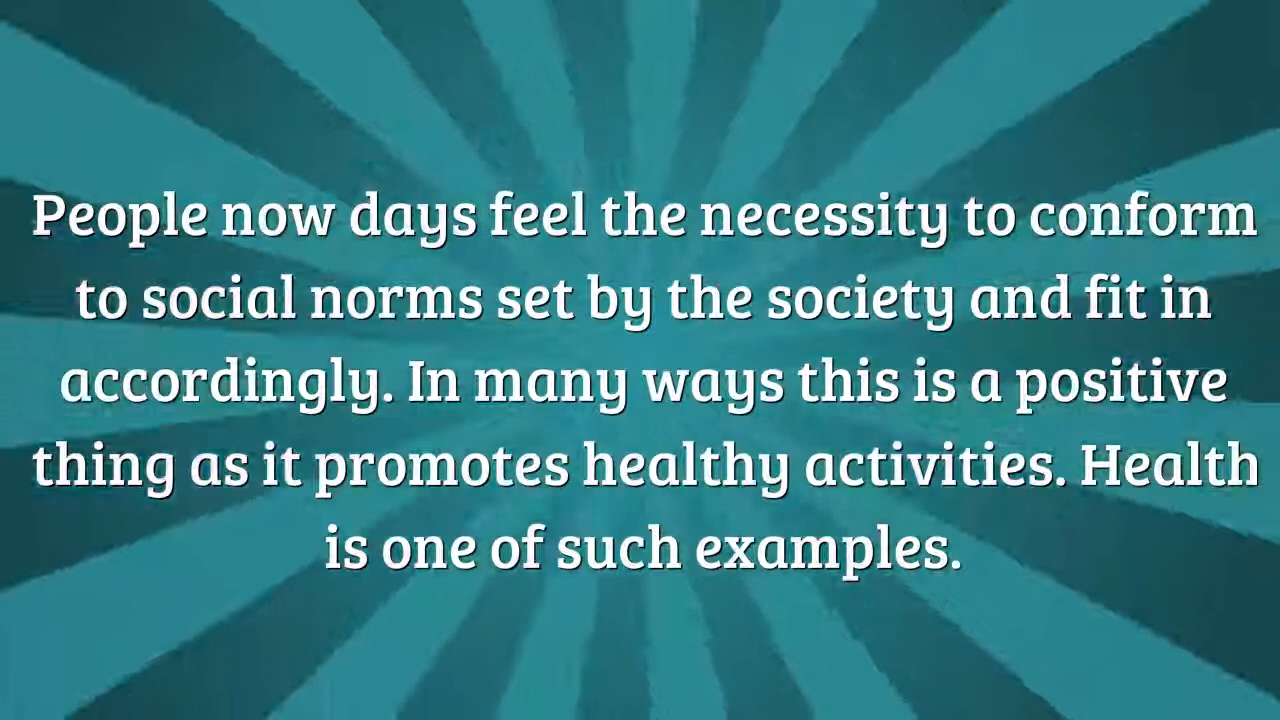 People now days feel the necessity to conform
to social norms set by the society and fit in
accordingly. In many ways this is a positive
thing as it promotes healthy activities. Health
is one of such examples.